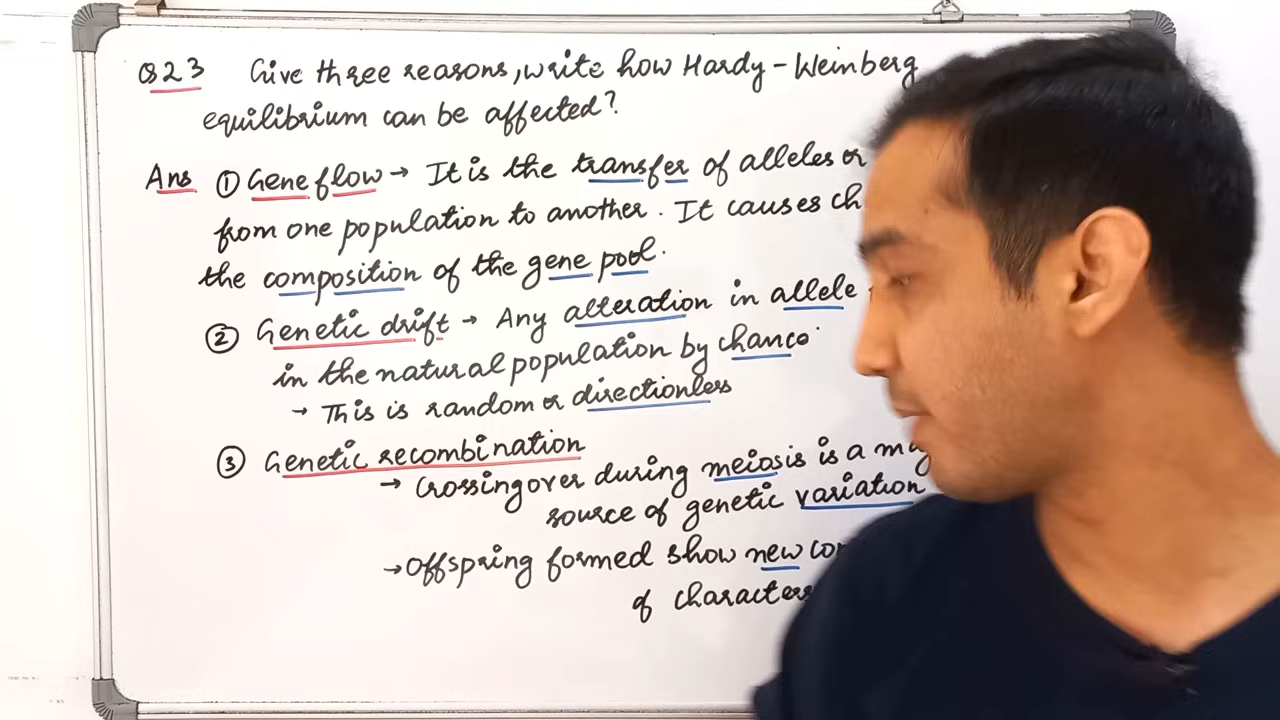 Q23 Give three reasons, write how Hardy - Weinberg
equilibrium can be affected?
Ans ① Gene flow → It is the transfer of alleles or
from one population to another. It causes
the composition of the gene pool.
② Genetic drift → Any alteration in allele
in the natural population by chance
→ This is random or directionless
③ Genetic recombination
→ Crossingover during meiosis is a
source of genetic variation
→ Offspring formed show new
of characters